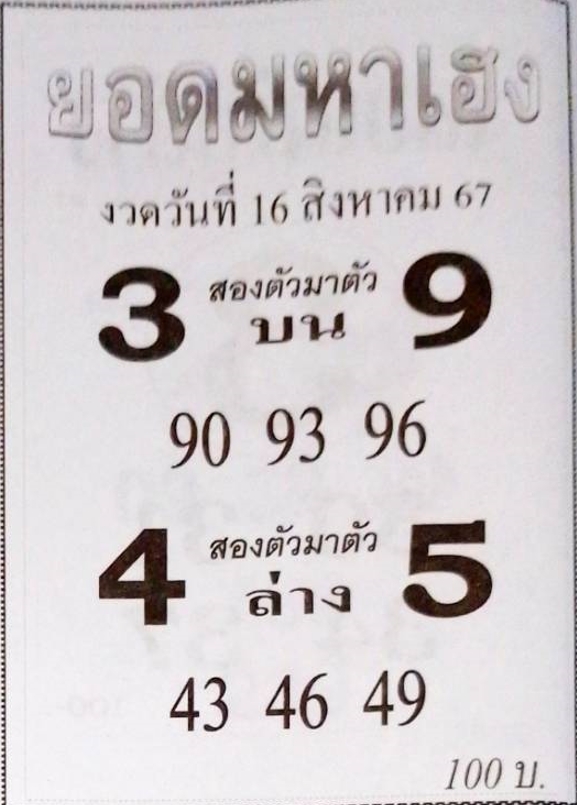 ยอดมหาเฮง
งวดวันที่ 16 สิงหาคม 67
3 สองตัวมาตัว บน 9
90 93 96
4 สองตัวมาตัว ล่าง 5
43 46 49
100 บ.